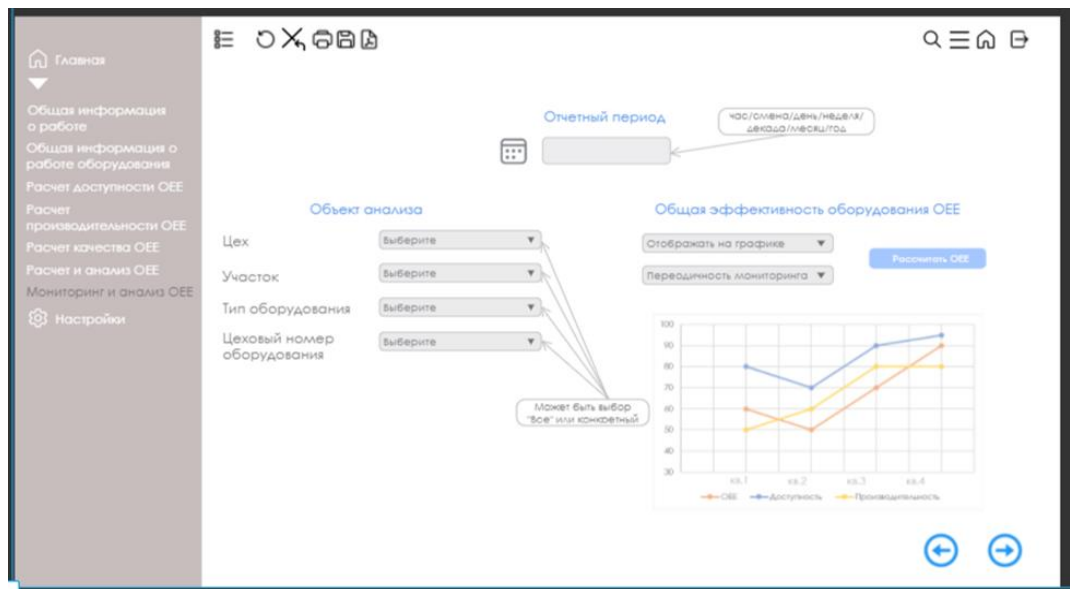 Главная
Общая информация
о работе
Общая информация о
работе оборудования
Расчет доступности OEE
Расчет
производительности OEE
Расчет качества OEE
Расчет и анализ OEE
Мониторинг и анализ OEE
Настройки
Отчетный период
час/смена/день/неделя/
декада/месяц/год
Объект анализа
Цех
Выберите
Участок
Выберите
Тип оборудования
Выберите
Цеховый номер
оборудования
Выберите
Может быть выбор
"Все" или конкретный
Общая эффективность оборудования OEE
Отображать на графике
Рассчитать OEE
Переодичность мониторинга
100
90
80
70
60
50
40
30
кв.1 кв.2 кв.3 кв.4
OEE Доступность Производительность